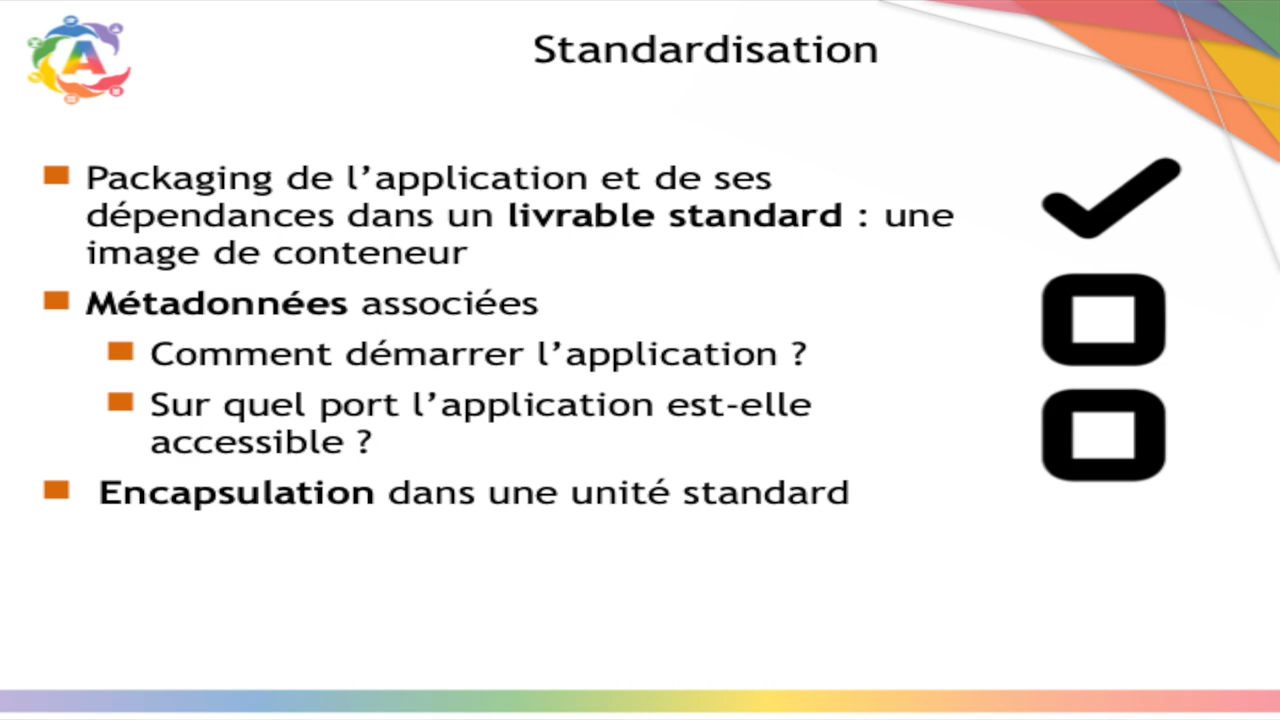 Standardisation
Packaging de l’application et de ses
dépendances dans un livrable standard : une
image de conteneur
Métadonnées associées
Comment démarrer l’application ?
Sur quel port l’application est-elle
accessible ?
Encapsulation dans une unité standard
A